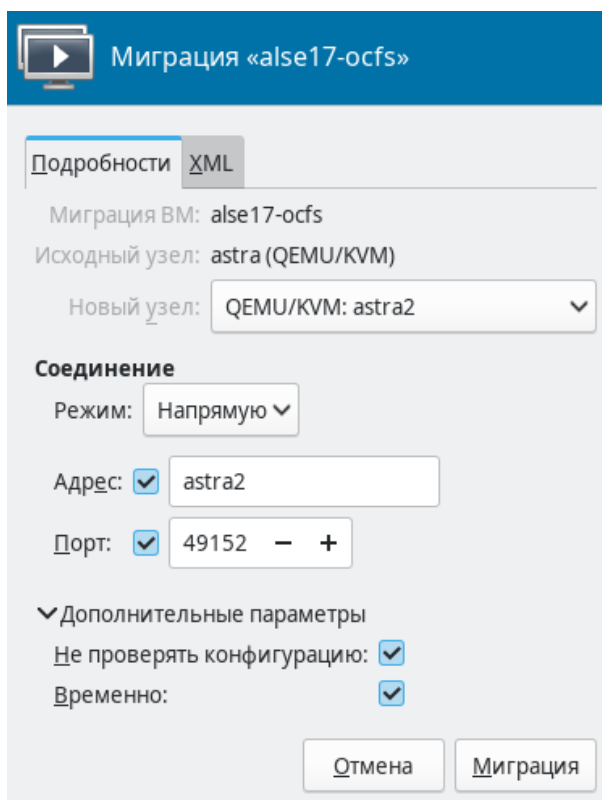 Миграция «alse17-ocfs»
Подробности XML
Миграция ВМ: alse17-ocfs
Исходный узел: astra (QEMU/KVM)
Новый узел: QEMU/KVM: astra2
Соединение
Режим: Напрямую
Адрес: astra2
Порт: 49152 − +
Дополнительные параметры
Не проверять конфигурацию:
Временно:
Отмена Миграция